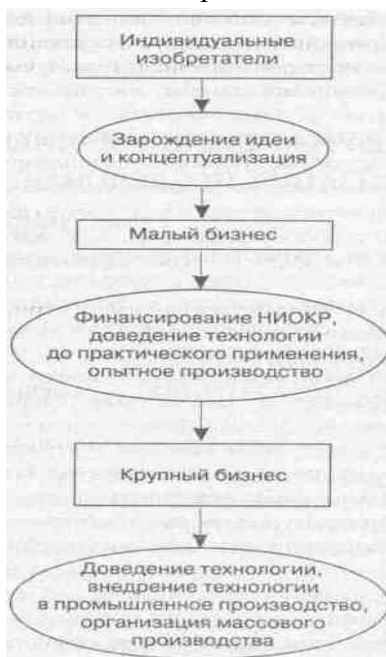 Индивидуальные
изобретатели
Зарождение идеи
и концептуализация
Малый бизнес
Финансирование НИОКР,
доведение технологии
до практического применения,
опытное производство
Крупный бизнес
Доведение технологии,
внедрение технологии
в промышленное производство,
организация массового
производства